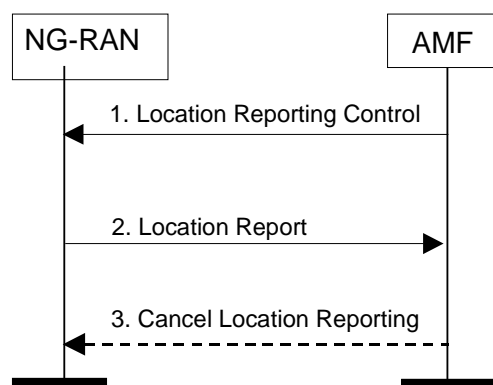 NG-RAN
AMF
1. Location Reporting Control
2. Location Report
3. Cancel Location Reporting